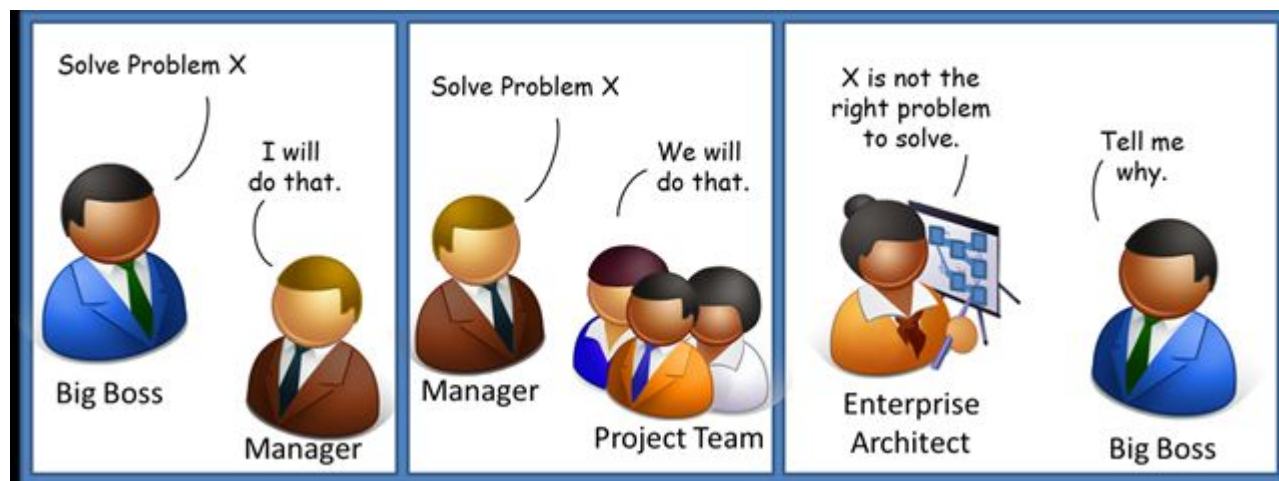 Solve Problem X
I will
do that.
Big Boss
Manager
Solve Problem X
We will
do that.
Manager
Project Team
X is not the
right problem
to solve.
Tell me
why.
Enterprise
Architect
Big Boss